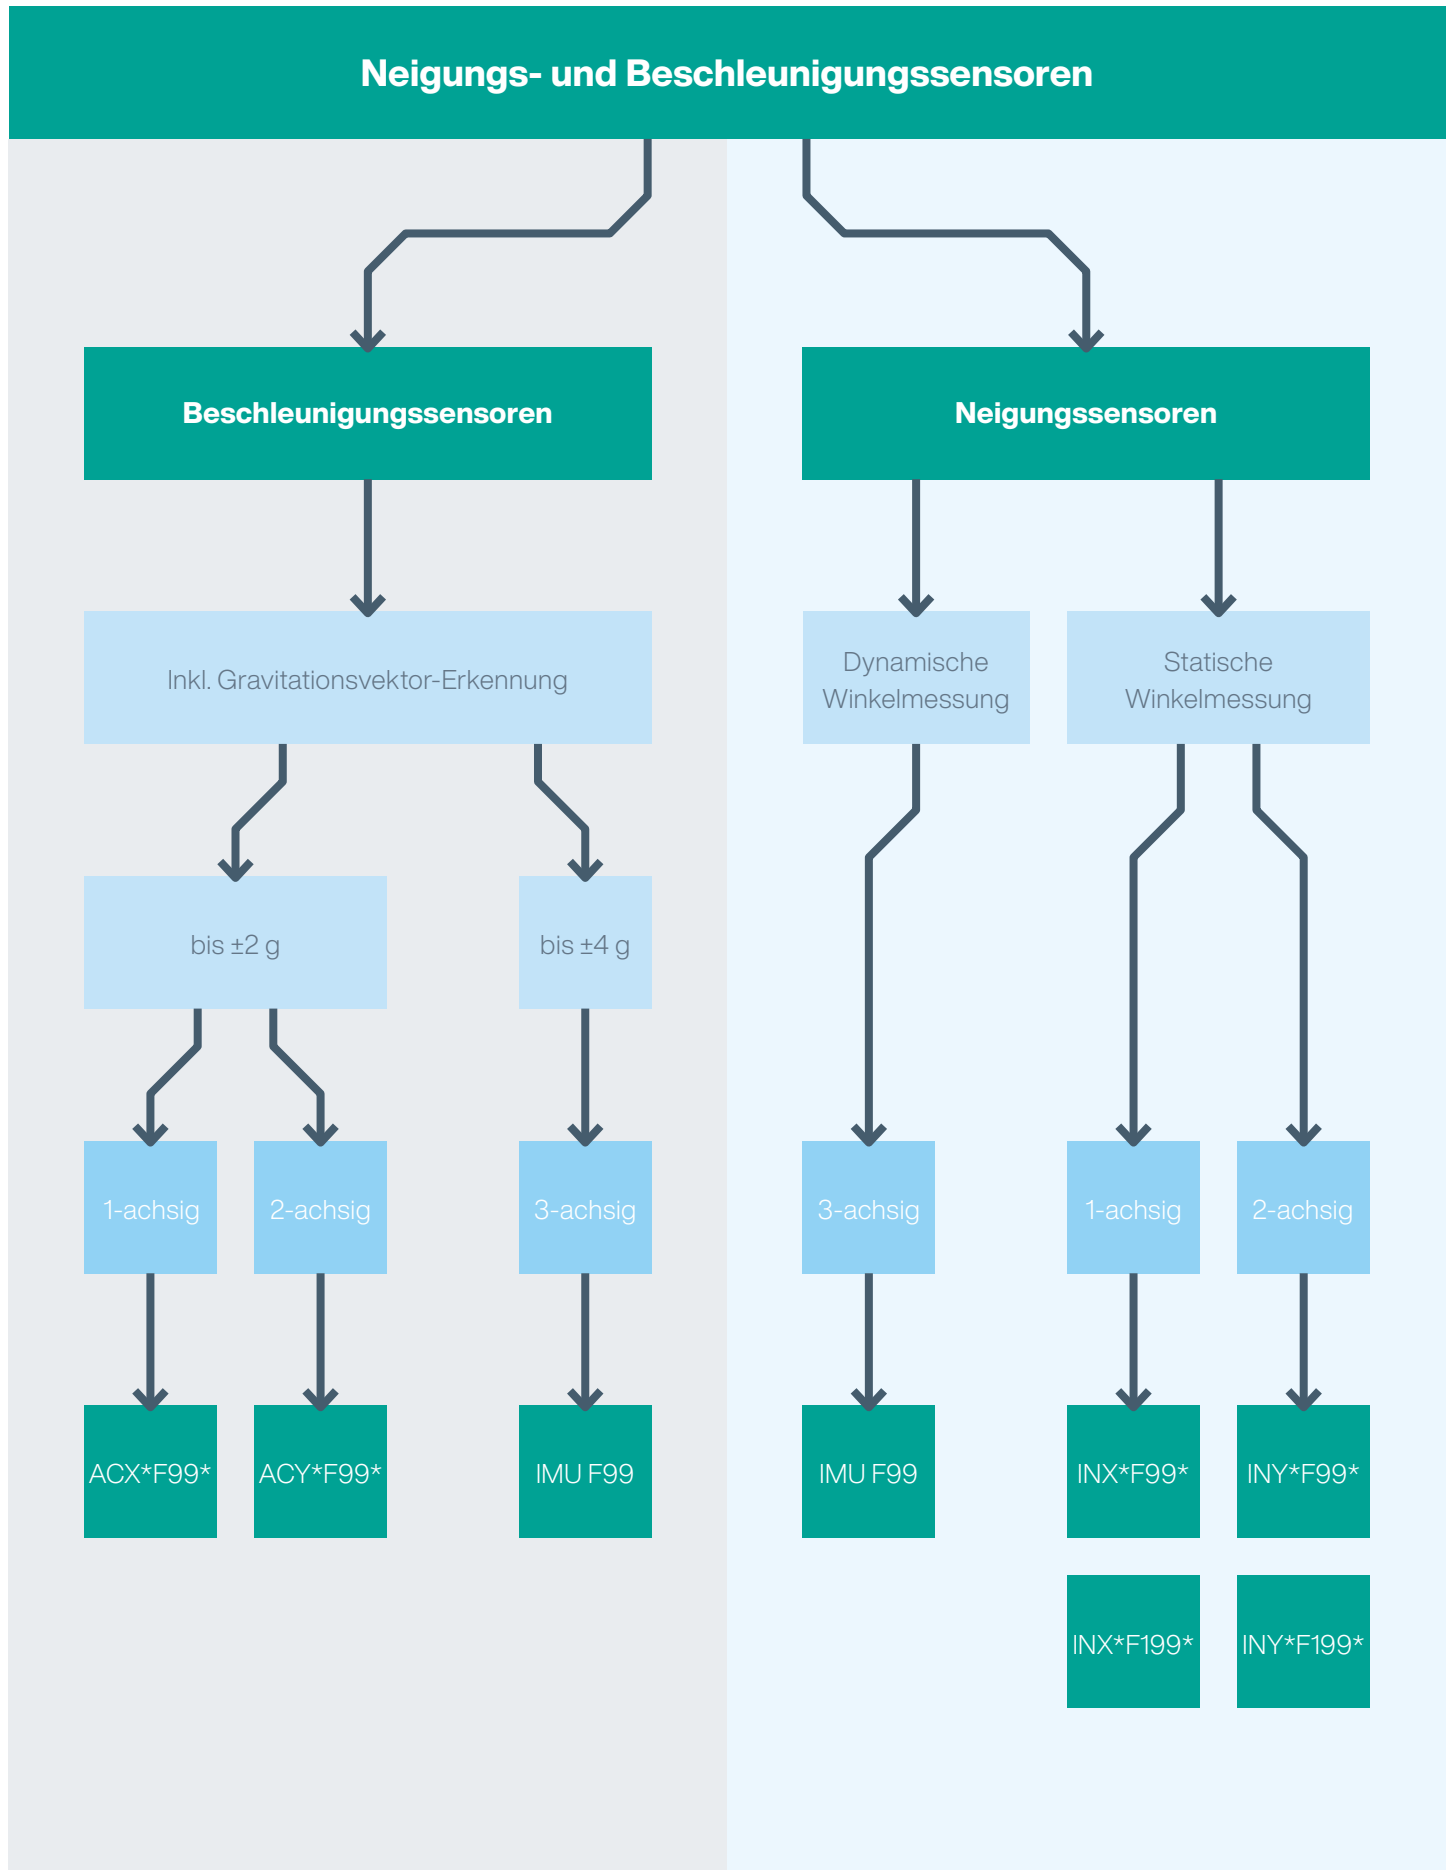 Neigungs- und Beschleunigungssensoren
Beschleunigungssensoren
Neigungssensoren
Inkl. Gravitationsvektor-Erkennung
Dynamische
Winkelmessung
Statische
Winkelmessung
bis ±2 g
bis ±4 g
1-achsig
2-achsig
3-achsig
3-achsig
1-achsig
2-achsig
ACX*F99*
ACY*F99*
IMU F99
IMU F99
INX*F99*
INY*F99*
INX*F199*
INY*F199*